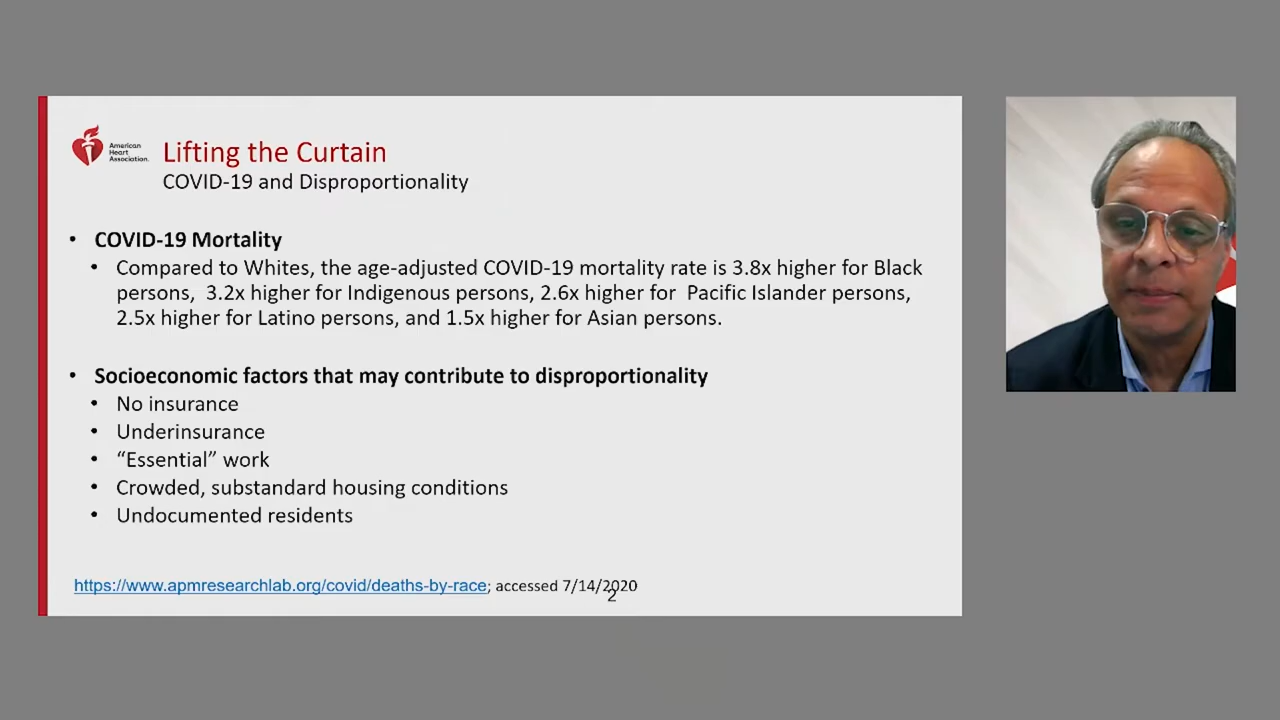 American
Heart
Association.
Lifting the Curtain
COVID-19 and Disproportionality
• COVID-19 Mortality
• Compared to Whites, the age-adjusted COVID-19 mortality rate is 3.8x higher for Black
persons, 3.2x higher for Indigenous persons, 2.6x higher for Pacific Islander persons,
2.5x higher for Latino persons, and 1.5x higher for Asian persons.
• Socioeconomic factors that may contribute to disproportionality
• No insurance
• Underinsurance
• “Essential” work
• Crowded, substandard housing conditions
• Undocumented residents
https://www.apmresearchlab.org/covid/deaths-by-race; accessed 7/14/2020
2